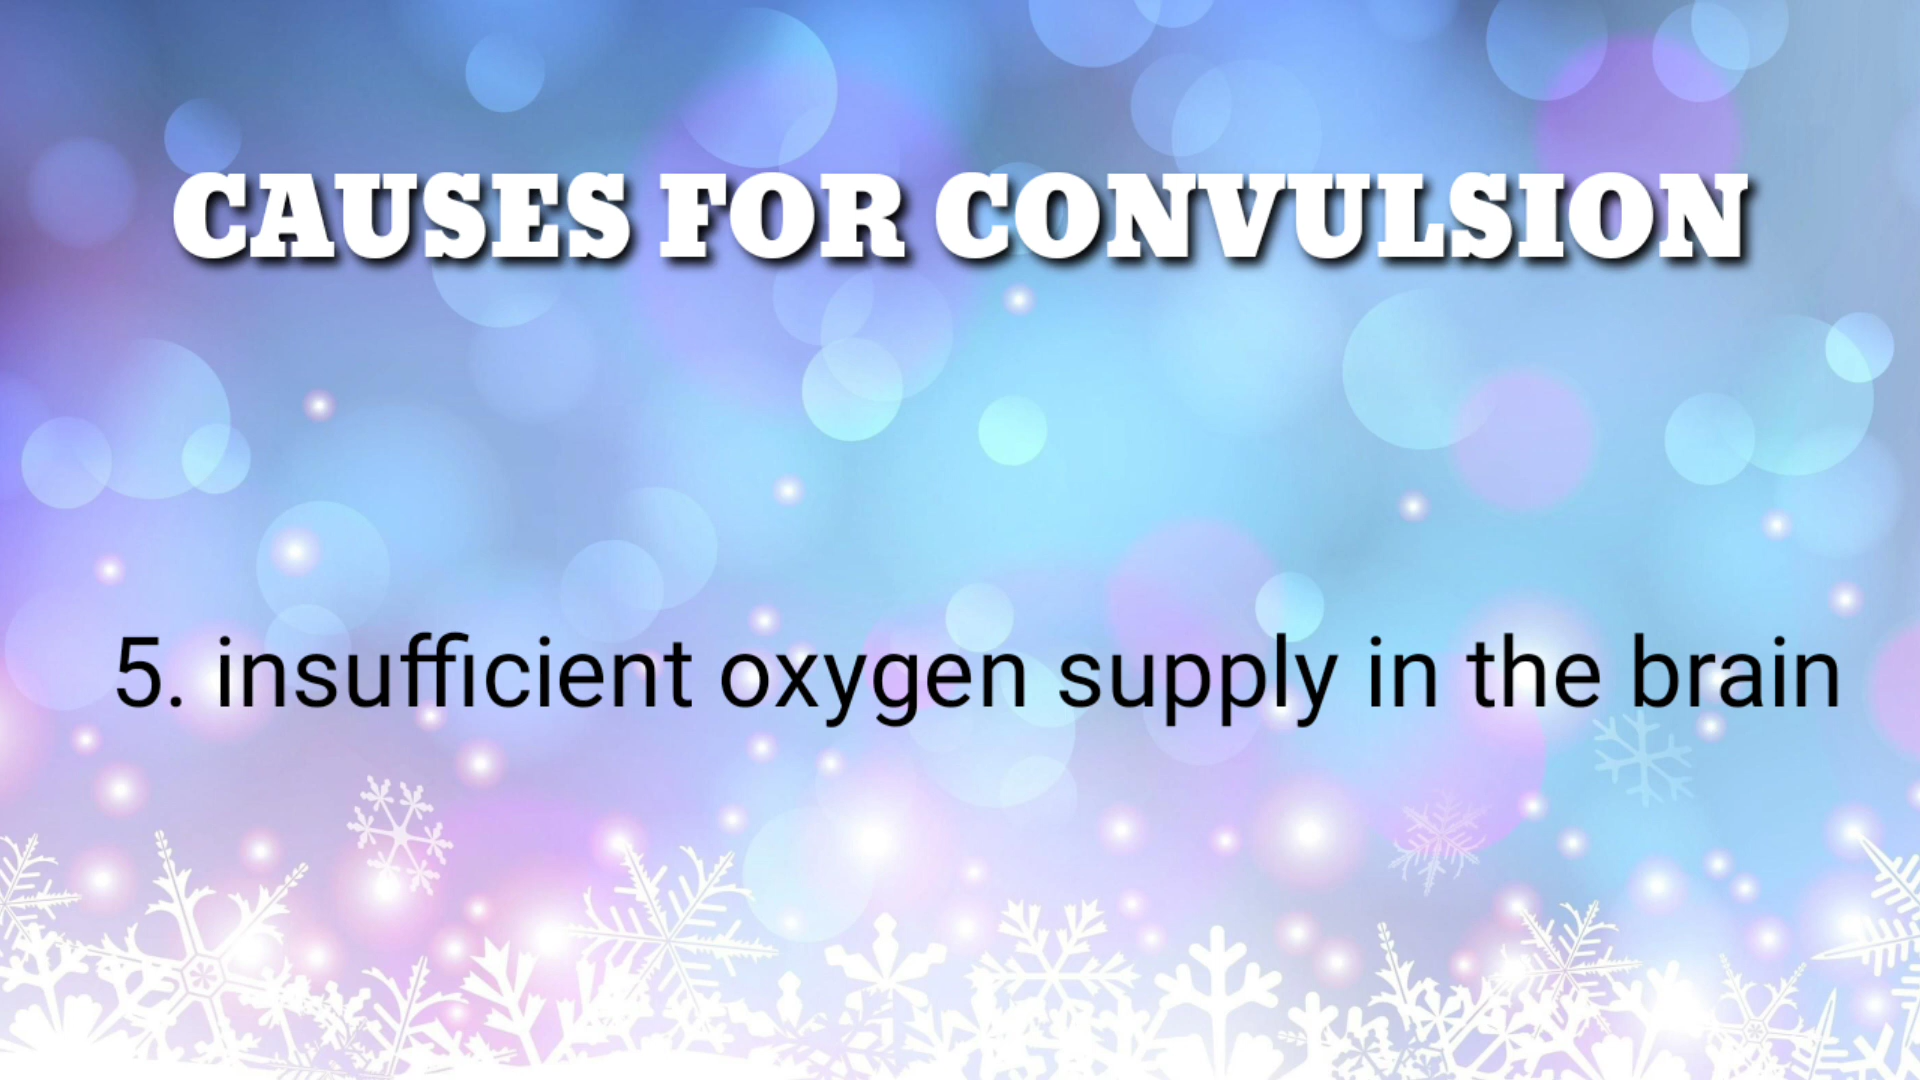 CAUSES FOR CONVULSION
5. insufficient oxygen supply in the brain